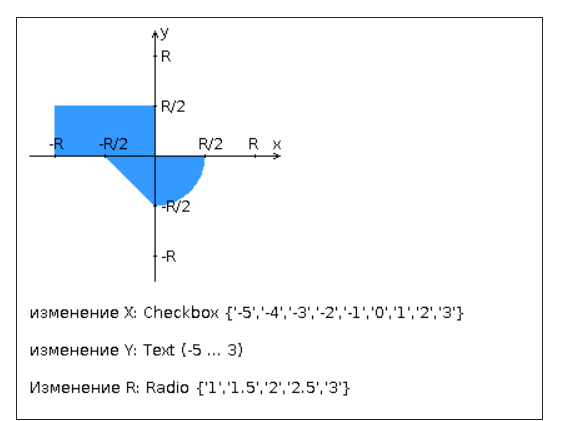 y
R
R/2
-R -R/2 R/2 R x
-R/2
-R
изменение X: Checkbox {'-5','-4','-3','-2','-1','0','1','2','3'}
изменение Y: Text (-5 ... 3)
Изменение R: Radio {'1','1.5','2','2.5','3'}